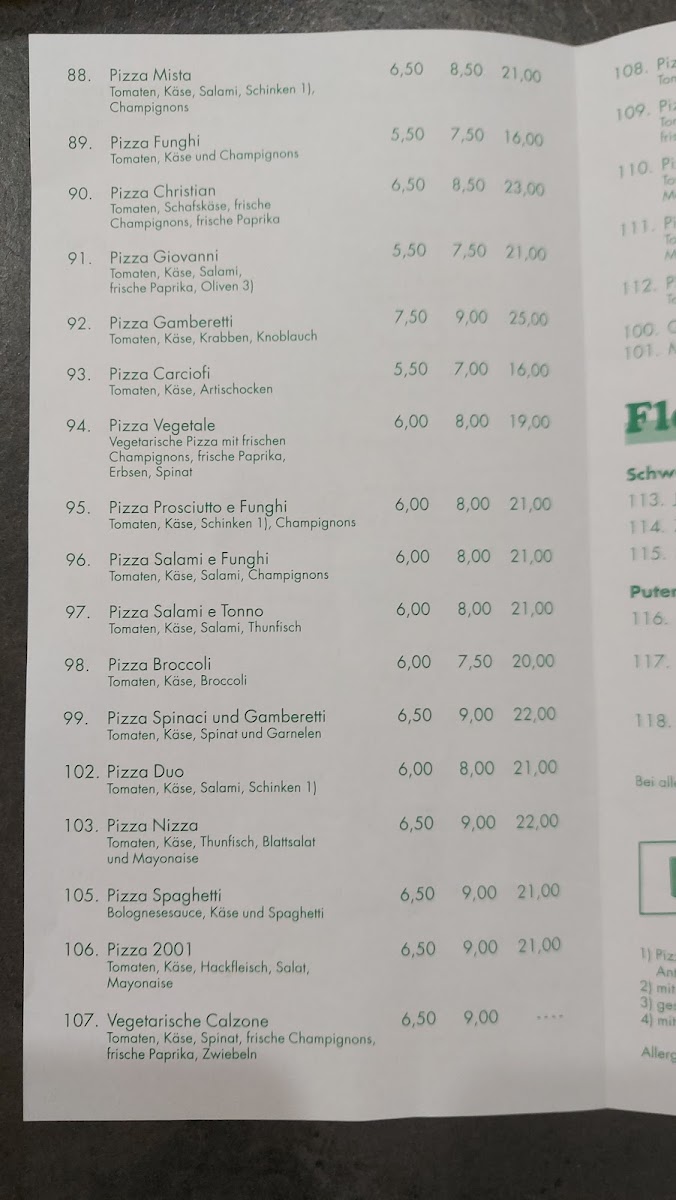 88. Pizza Mista 6,50 8,50 21,00
Tomaten, Käse, Salami, Schinken 1),
Champignons
89. Pizza Funghi 5,50 7,50 16,00
Tomaten, Käse und Champignons
90. Pizza Christian 6,50 8,50 23,00
Tomaten, Schafskäse, frische
Champignons, frische Paprika
91. Pizza Giovanni 5,50 7,50 21,00
Tomaten, Käse, Salami,
frische Paprika, Oliven 3)
92. Pizza Gamberetti 7,50 9,00 25,00
Tomaten, Käse, Krabben, Knoblauch
93. Pizza Carciofi 5,50 7,00 16,00
Tomaten, Käse, Artischocken
94. Pizza Vegetale 6,00 8,00 19,00
Vegetarische Pizza mit frischen
Champignons, frische Paprika,
Erbsen, Spinat
95. Pizza Prosciutto e Funghi 6,00 8,00 21,00
Tomaten, Käse, Schinken 1), Champignons
96. Pizza Salami e Funghi 6,00 8,00 21,00
Tomaten, Käse, Salami, Champignons
97. Pizza Salami e Tonno 6,00 8,00 21,00
Tomaten, Käse, Salami, Thunfisch
98. Pizza Broccoli 6,00 7,50 20,00
Tomaten, Käse, Broccoli
99. Pizza Spinaci und Gamberetti 6,50 9,00 22,00
Tomaten, Käse, Spinat und Garnelen
102. Pizza Duo 6,00 8,00 21,00
Tomaten, Käse, Salami, Schinken 1)
103. Pizza Nizza 6,50 9,00 22,00
Tomaten, Käse, Thunfisch, Blattsalat
und Mayonaise
105. Pizza Spaghetti 6,50 9,00 21,00
Bolognesesauce, Käse und Spaghetti
106. Pizza 2001 6,50 9,00 21,00
Tomaten, Käse, Hackfleisch, Salat,
Mayonaise
107. Vegetarische Calzone 6,50 9,00 ----
Tomaten, Käse, Spinat, frische Champignons,
frische Paprika, Zwiebeln
108.
109.
110.
111.
112.
100.
101.
113.
114.
115.
116.
117.
118.
Bei
1)
2) mit
3)
4) mit